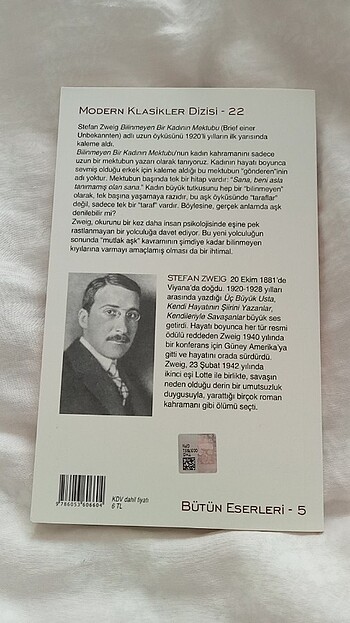 MODERN KLASİKLER DİZİSİ - 22
Stefan Zweig Bilinmeyen Bir Kadının Mektubu (Brief einer
Unbekannten) adlı uzun öyküsünü 1920'li yılların ilk yarısında
kaleme aldı.
Bilinmeyen Bir Kadının Mektubu'nun kadın kahramanını sadece
uzun bir mektubun yazarı olarak tanıyoruz. Kadının hayatı boyunca
sevmiş olduğu erkek için kaleme aldığı bu mektubun "gönderen"inin
adı yoktur. Mektubun başında tek bir hitap vardır: "Sana, beni asla
tanımamış olan sana." Kadın büyük tutkusunu hep bir "bilinmeyen"
olarak, tek başına yaşamaya razıdır, bu aşk öyküsünde "taraflar"
değil, sadece tek bir "taraf" vardır. Böylesine, gerçek anlamda aşk
denilebilir mi?
Zweig, okurunu bir kez daha insan psikolojisinde eşine pek
rastlanmayan bir yolculuğa davet ediyor. Bu yeni yolculuğun
sonunda "mutlak aşk" kavramının şimdiye kadar bilinmeyen
kıyılarına varmayı amaçlamış olması da bir ihtimal.
STEFAN ZWEIG 20 Ekim 1881'de
Viyana'da doğdu. 1920-1928 yılları
arasında yazdığı Üç Büyük Usta,
Kendi Hayatının Şiirini Yazanlar,
Kendileriyle Savaşanlar büyük ses
getirdi. Hayatı boyunca her tür resmi
ödülü reddeden Zweig 1940 yılında
bir konferans için Güney Amerika'ya
gitti ve hayatını orada sürdürdü.
Zweig, 23 Şubat 1942 yılında
ikinci eşi Lotte ile birlikte, savaşın
neden olduğu derin bir umutsuzluk
duygusuyla, yarattığı birçok roman
kahramanı gibi ölümü seçti.
KDV dahil fiyatı
6 TL
9 786053 606604
BÜTÜN ESERLERİ - 5